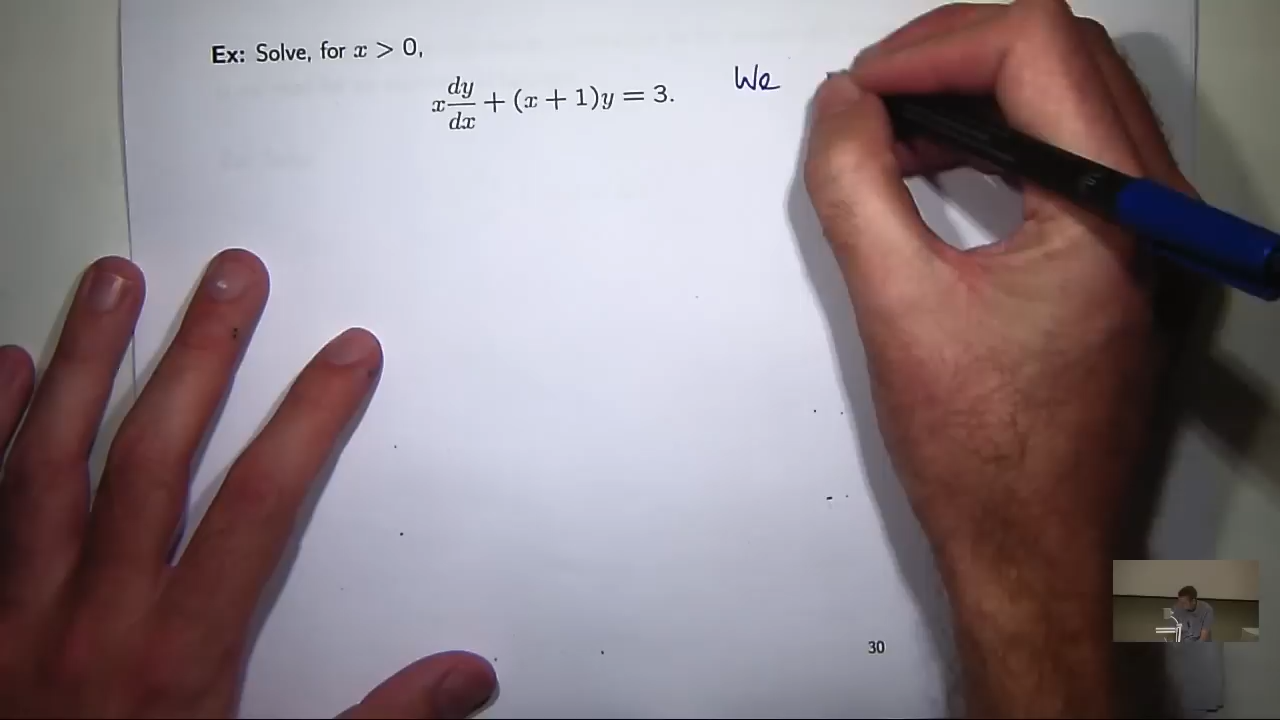 Ex: Solve, for x > 0,
x dy/dx + (x + 1)y = 3.
We
30